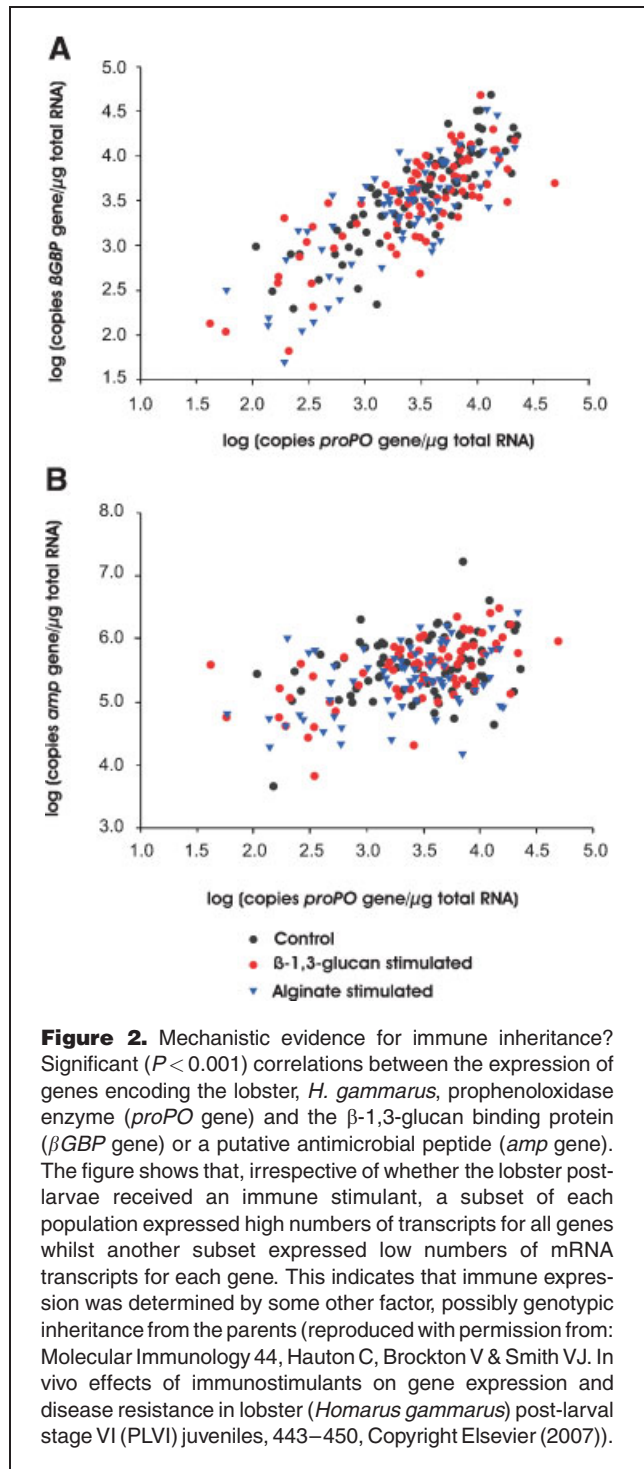 A
5.0
4.5
4.0
3.5
3.0
2.5
2.0
1.5
log (copies βGBP gene/µg total RNA)
1.0 1.5 2.0 2.5 3.0 3.5 4.0 4.5 5.0
log (copies proPO gene/µg total RNA)
B
8.0
7.0
6.0
5.0
4.0
3.0
log (copies amp gene/µg total RNA)
1.0 1.5 2.0 2.5 3.0 3.5 4.0 4.5 5.0
log (copies proPO gene/µg total RNA)
Control
β-1,3-glucan stimulated
Alginate stimulated
Figure 2. Mechanistic evidence for immune inheritance?
Significant (P < 0.001) correlations between the expression of
genes encoding the lobster, H. gammarus, prophenoloxidase
enzyme (proPO gene) and the β-1,3-glucan binding protein
(βGBP gene) or a putative antimicrobial peptide (amp gene).
The figure shows that, irrespective of whether the lobster post-
larvae received an immune stimulant, a subset of each
population expressed high numbers of transcripts for all genes
whilst another subset expressed low numbers of mRNA
transcripts for each gene. This indicates that immune expres-
sion was determined by some other factor, possibly genotypic
inheritance from the parents (reproduced with permission from:
Molecular Immunology 44, Hauton C, Brockton V & Smith VJ. In
vivo effects of immunostimulants on gene expression and
disease resistance in lobster (Homarus gammarus) post-larval
stage VI (PLVI) juveniles, 443–450, Copyright Elsevier (2007)).